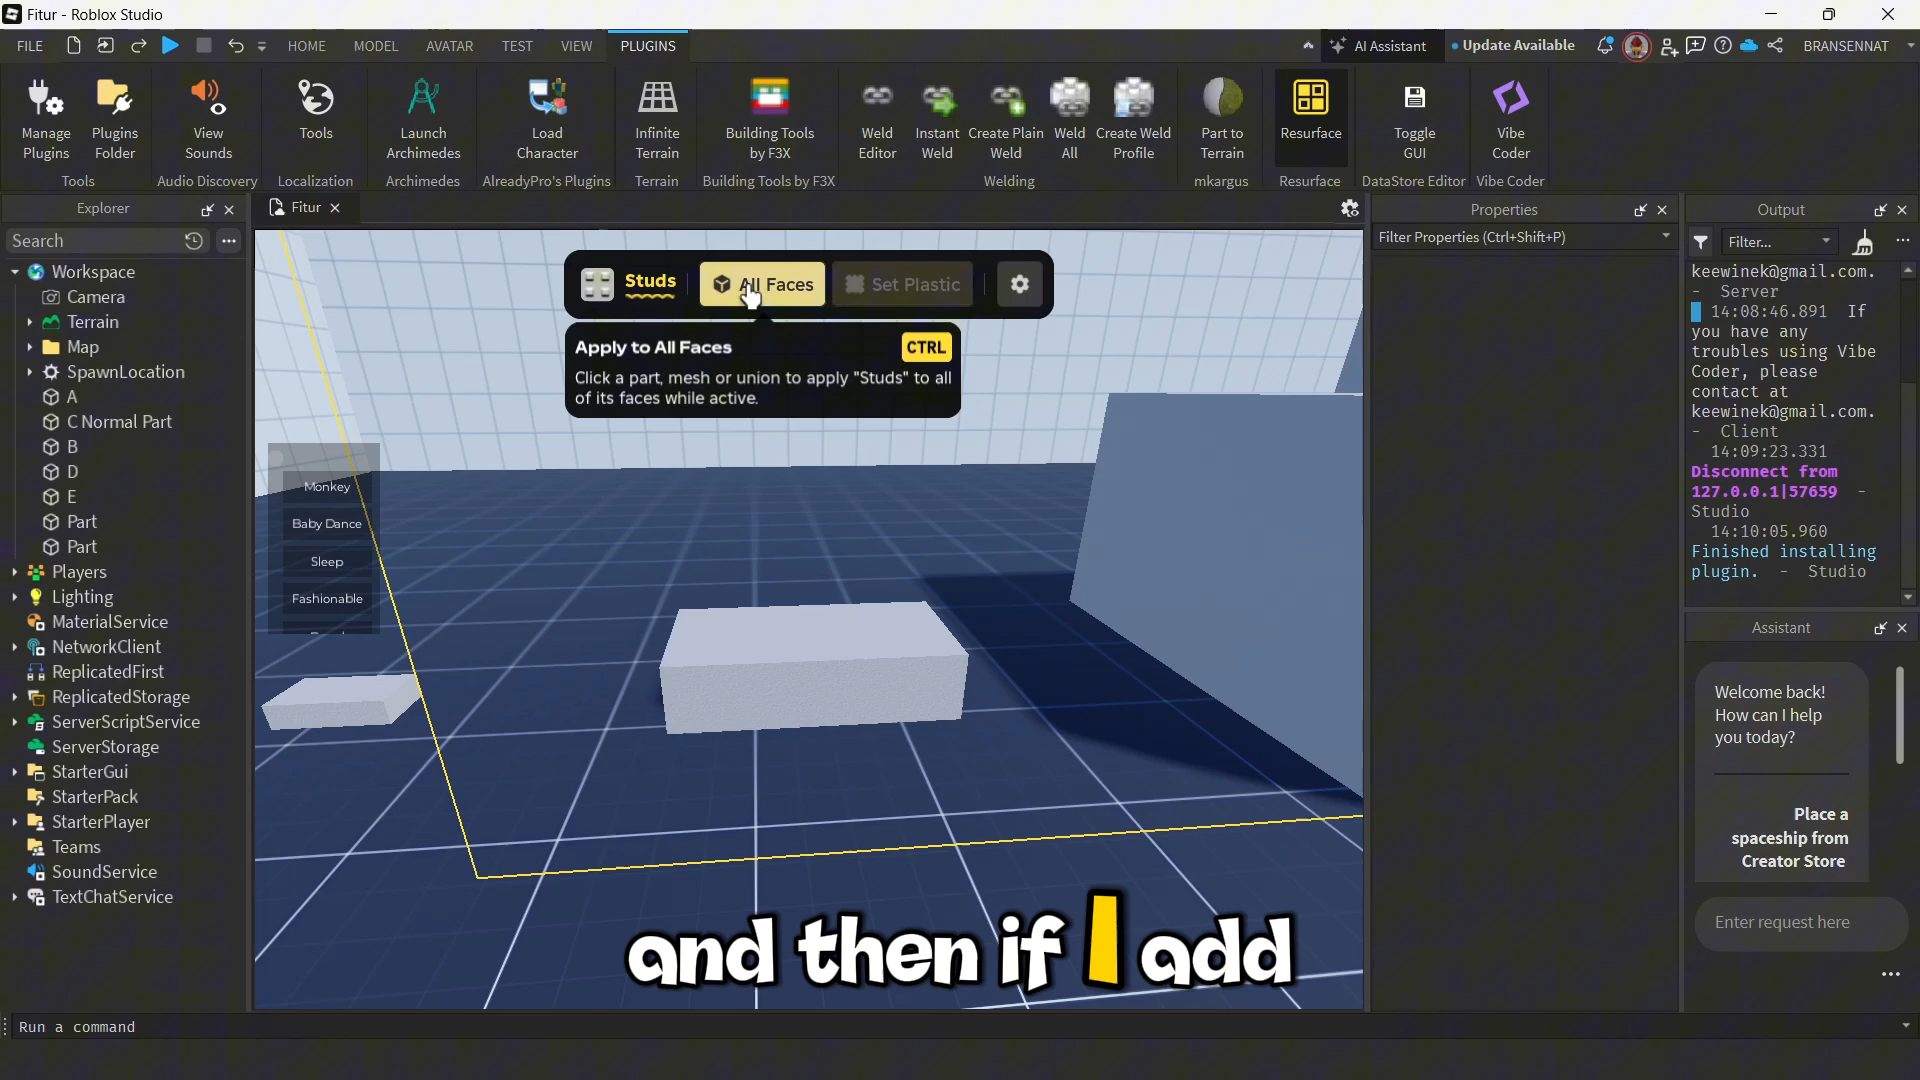 Fitur - Roblox Studio
FILE HOME MODEL AVATAR TEST VIEW PLUGINS AI Assistant Update Available BRANSENNAT
Manage Plugins
Plugins Folder
Tools
View Sounds
Audio Discovery
Tools
Localization
Launch Archimedes
Archimedes
Load Character
AlreadyPro's Plugins
Infinite Terrain
Terrain
Building Tools by F3X
Building Tools by F3X
Weld Editor
Instant Weld
Create Plain Weld
Weld All
Create Weld Profile
Welding
Part to Terrain
mkargus
Resurface
Resurface
Toggle GUI
DataStore Editor
Vibe Coder
Vibe Coder
Explorer
Search
Workspace
Camera
Terrain
Map
SpawnLocation
A
C Normal Part
B
D
E
Part
Part
Players
Lighting
MaterialService
NetworkClient
ReplicatedFirst
ReplicatedStorage
ServerScriptService
ServerStorage
StarterGui
StarterPack
StarterPlayer
Teams
SoundService
TextChatService
Fitur
Studs All Faces Set Plastic
Apply to All Faces CTRL
Click a part, mesh or union to apply "Studs" to all
of its faces while active.
Monkey
Baby Dance
Sleep
Fashionable
and then if I add
Properties
Filter Properties (Ctrl+Shift+P)
Output
Filter...
keewinek@gmail.com.
- Server
14:08:46.891 If
you have any
troubles using Vibe
Coder, please
contact at
keewinek@gmail.com.
- Client
14:09:23.331
Disconnect from
127.0.0.1|57659 -
Studio
14:10:05.960
Finished installing
plugin. - Studio
Assistant
Welcome back!
How can I help
you today?
Place a
spaceship from
Creator Store
Enter request here
Run a command